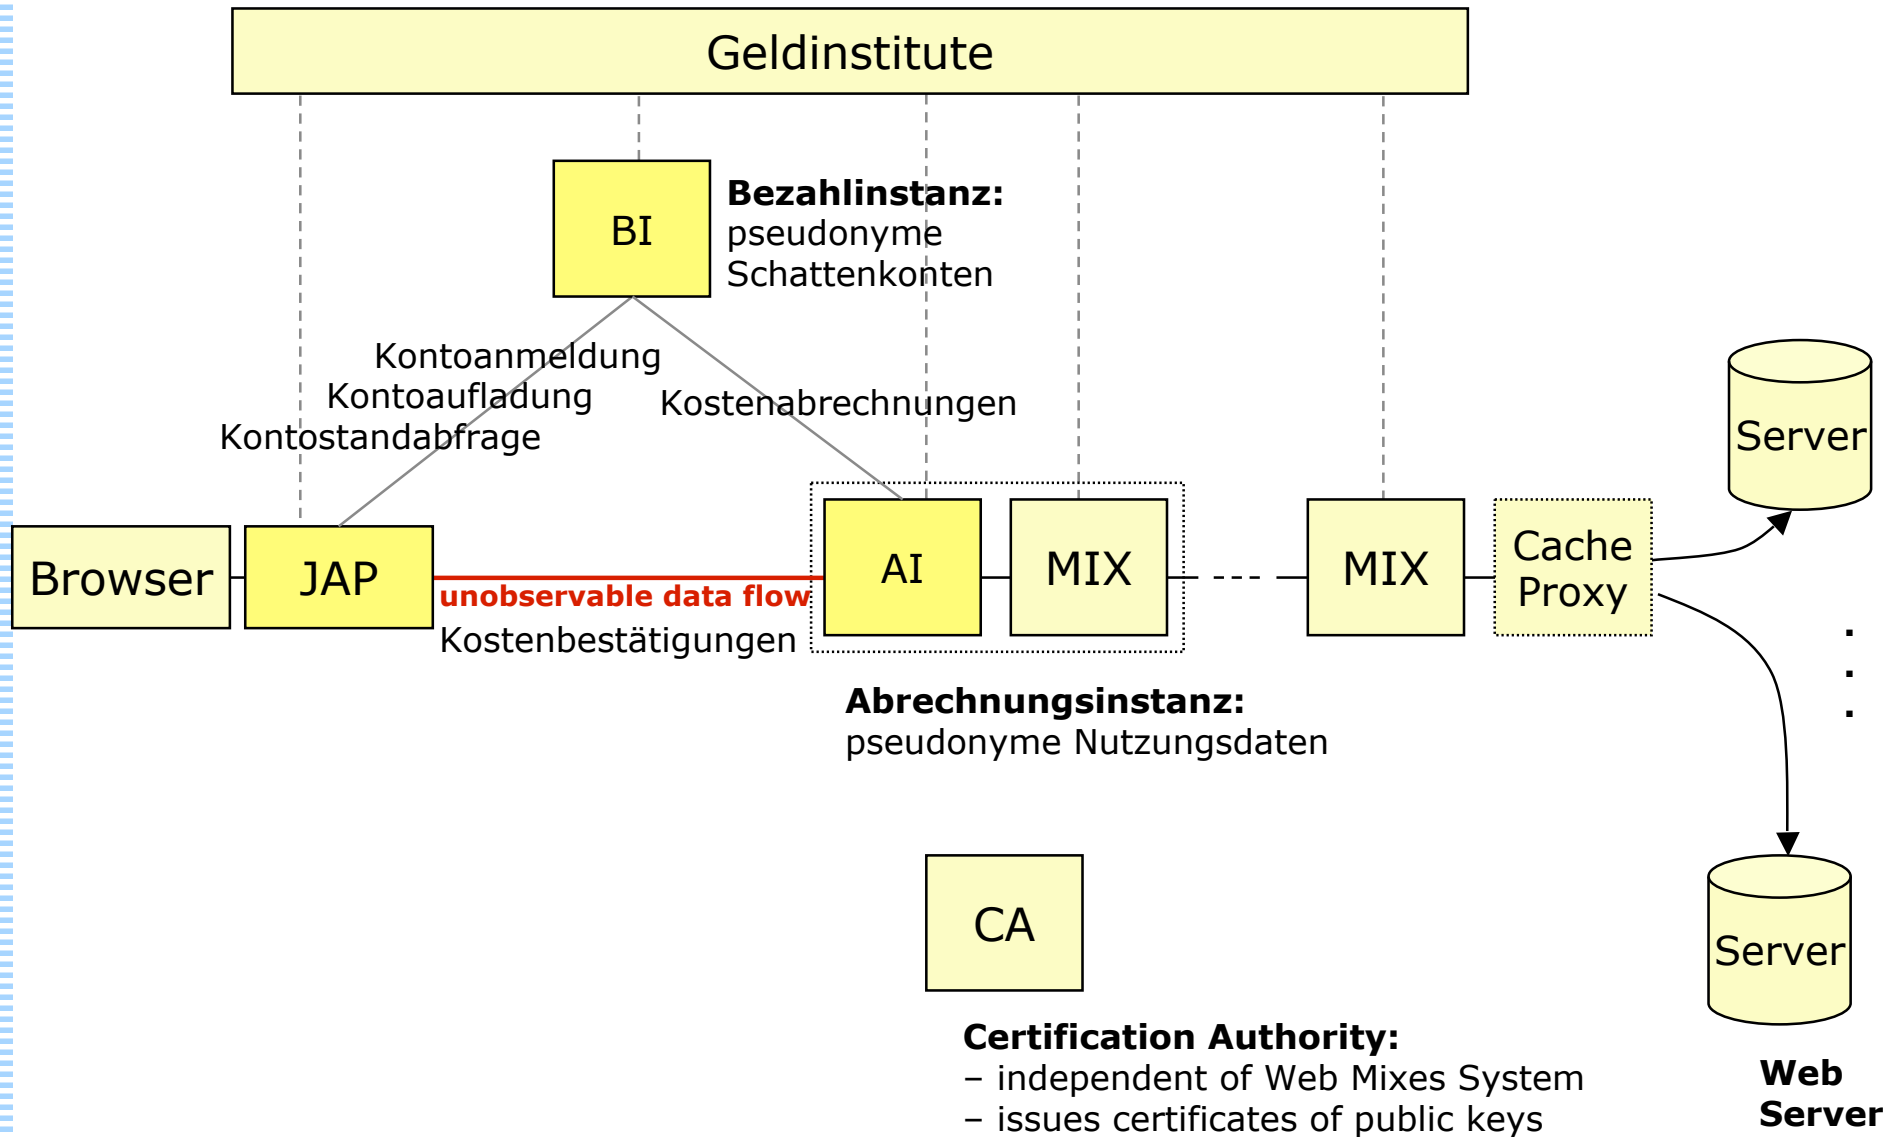 Geldinstitute
BI
Bezahlinstanz:
pseudonyme
Schattenkonten
Kontoanmeldung
Kontoaufladung
Kontostandabfrage
Kostenabrechnungen
Server
Browser
JAP
unobservable data flow
Kostenbestätigungen
AI
MIX
MIX
Cache
Proxy
Abrechnungsinstanz:
pseudonyme Nutzungsdaten
CA
Server
Certification Authority:
– independent of Web Mixes System
– issues certificates of public keys
Web
Server